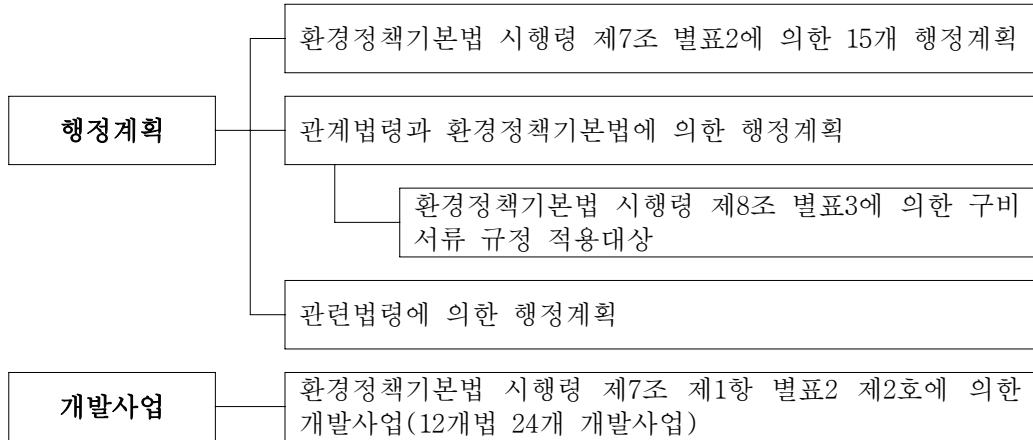 환경정책기본법 시행령 제7조 별표2에 의한 15개 행정계획
행정계획
관계법령과 환경정책기본법에 의한 행정계획
환경정책기본법 시행령 제8조 별표3에 의한 구비
서류 규정 적용대상
관련법령에 의한 행정계획
개발사업
환경정책기본법 시행령 제7조 제1항 별표2 제2호에 의한
개발사업(12개법 24개 개발사업)